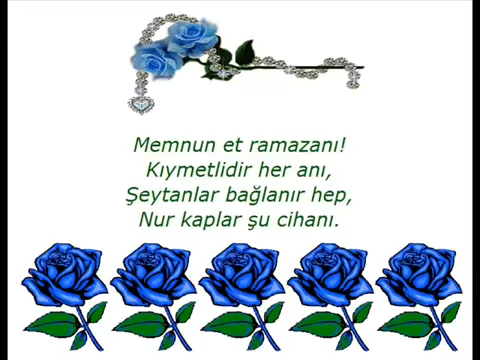 Memnun et ramazanı!
Kıymetlidir her anı,
Şeytanlar bağlanır hep,
Nur kaplar şu cihanı.